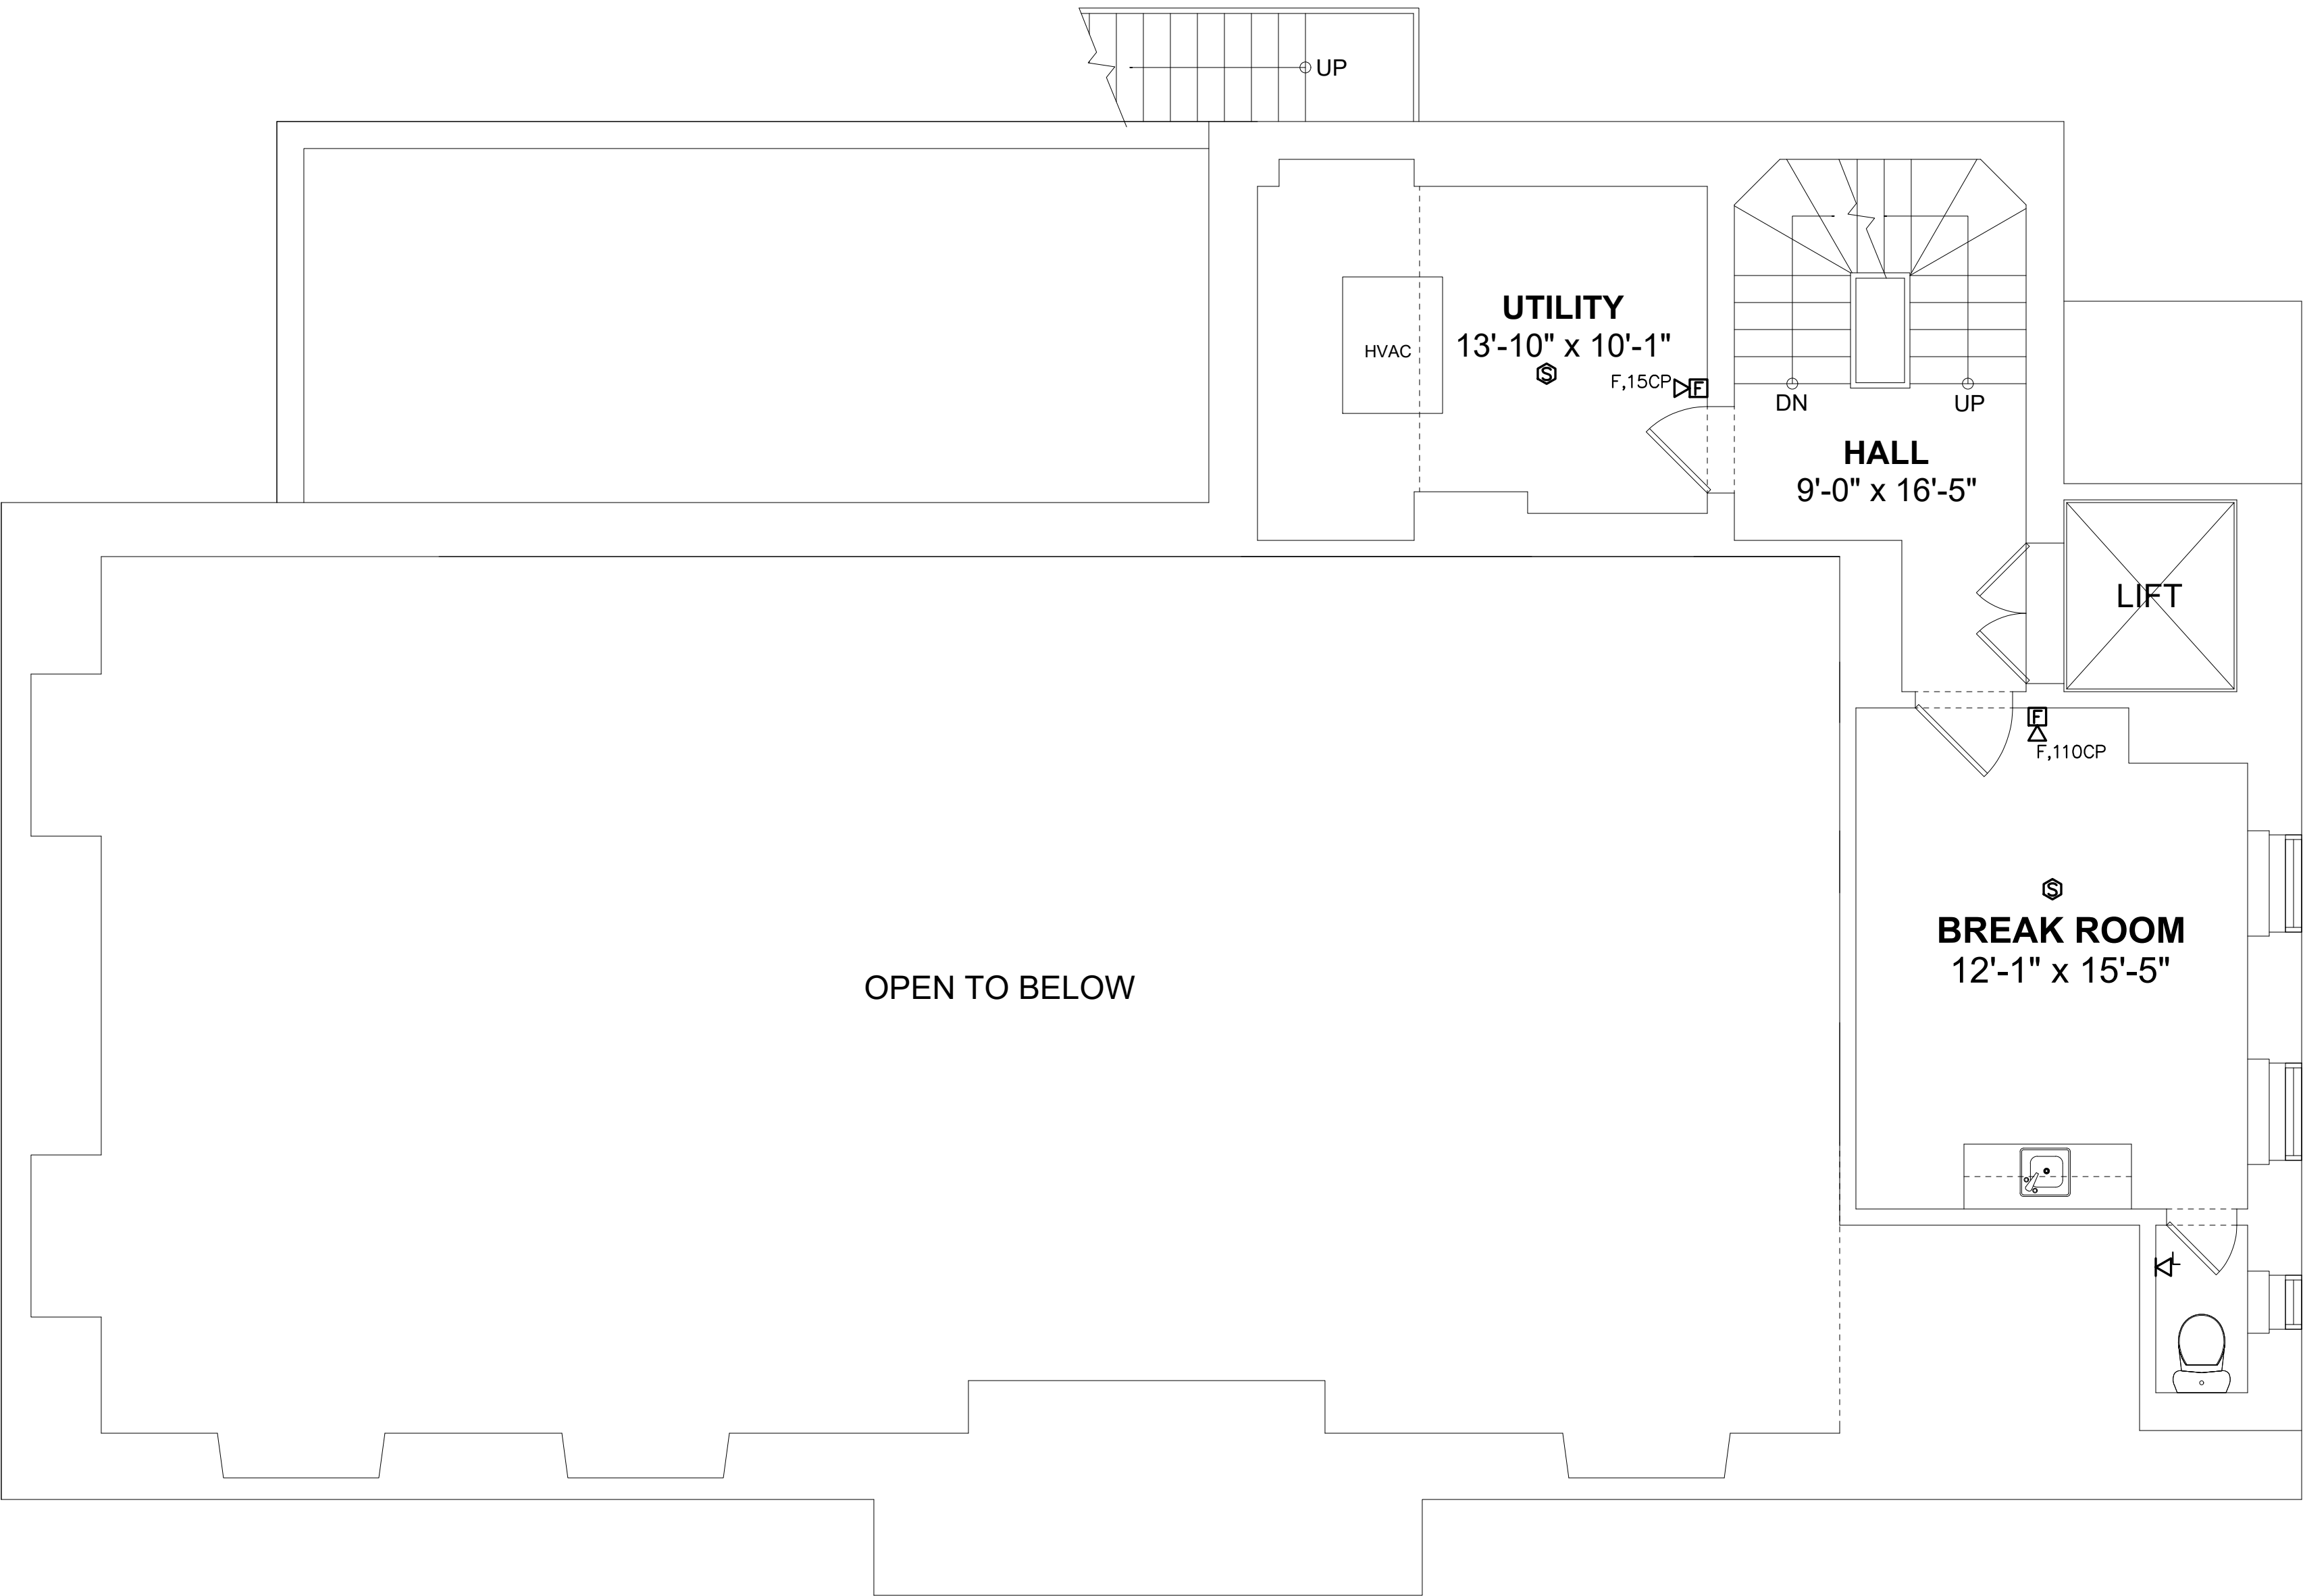 UP
UTILITY
13'-10" x 10'-1"
HVAC
S
F,15CP
F
DN
UP
HALL
9'-0" x 16'-5"
LIFT
F
F,110CP
S
BREAK ROOM
12'-1" x 15'-5"
OPEN TO BELOW
L